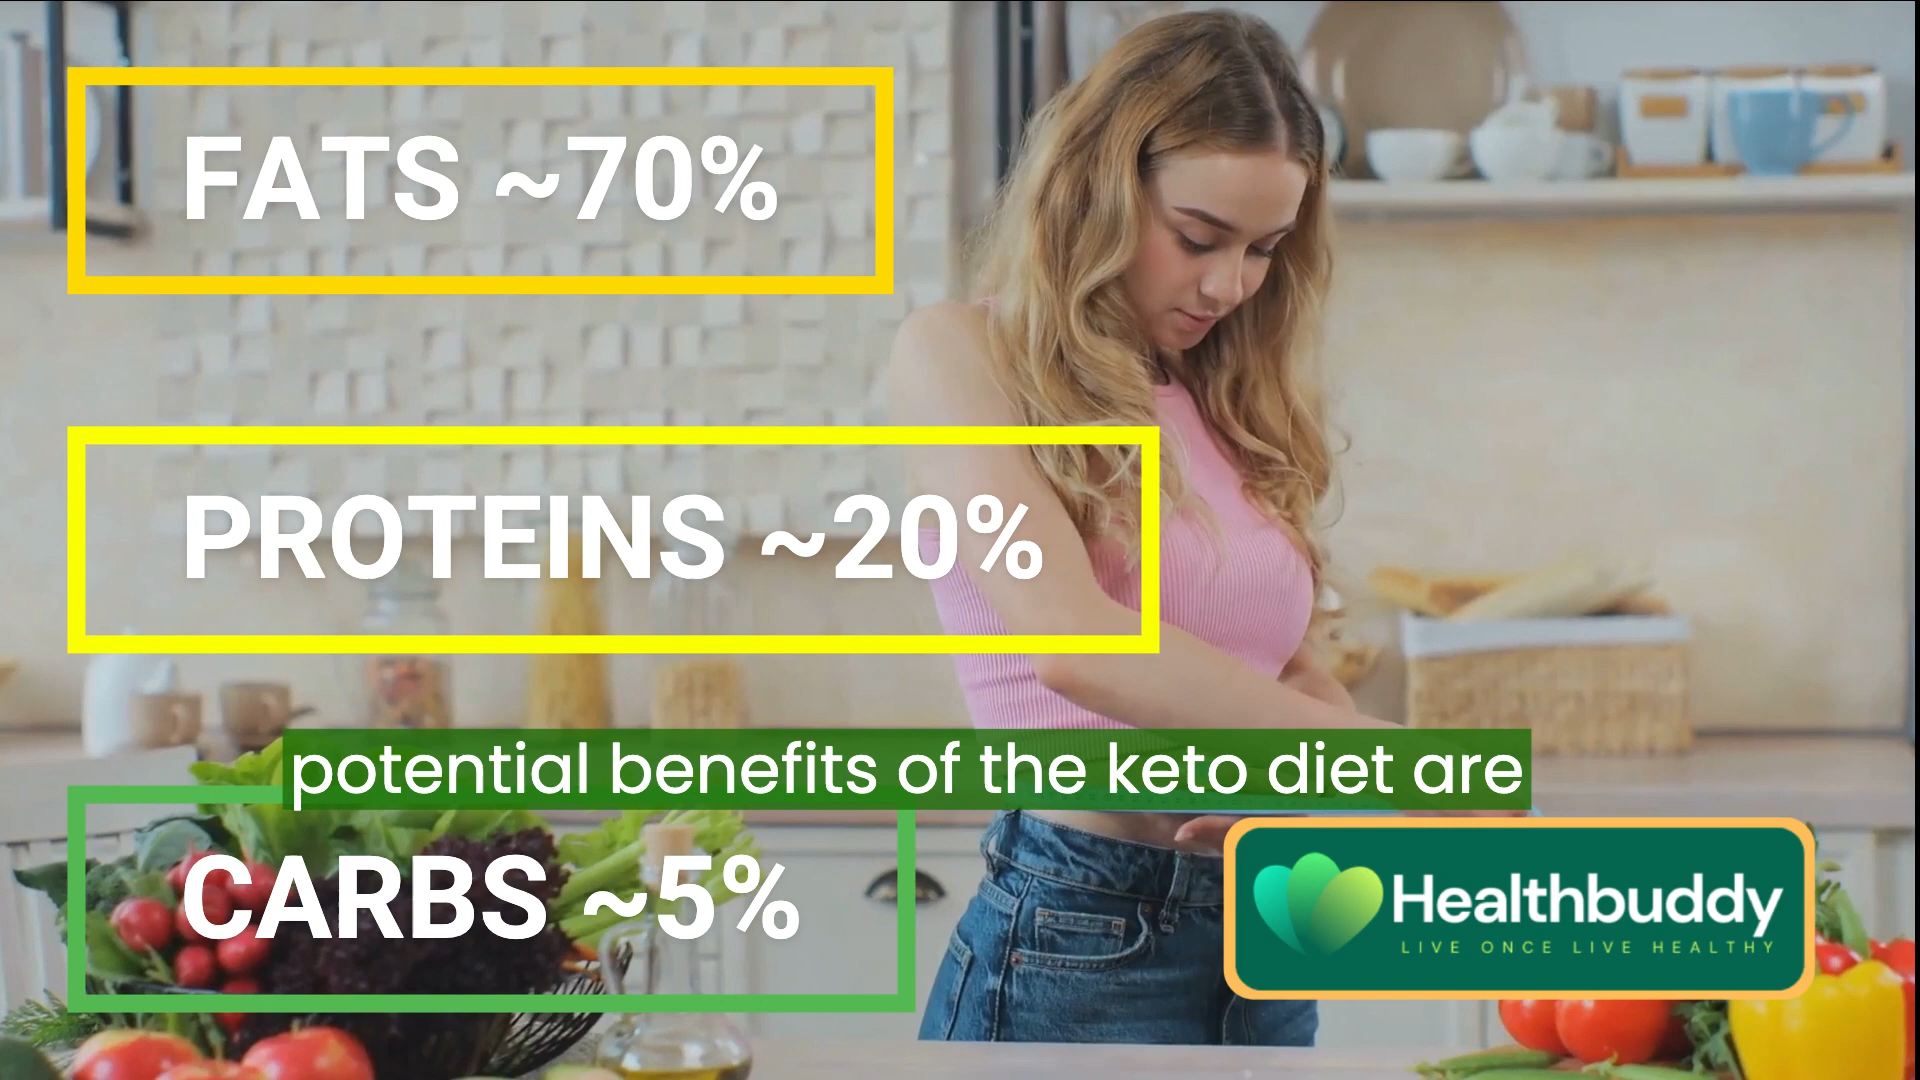 FATS ~70%
PROTEINS ~20%
potential benefits of the keto diet are
CARBS ~5%
Healthbuddy
LIVE ONCE LIVE HEALTHY